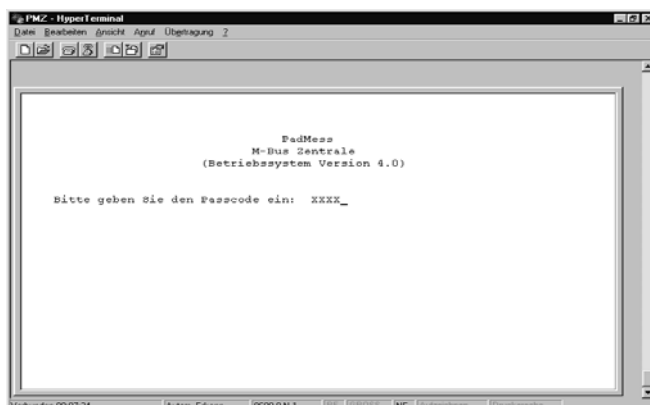 PMZ - HyperTerminal
Datei Bearbeiten Ansicht Anruf Übertragung ?
PadMess
M-Bus Zentrale
(Betriebssystem Version 4.0)
Bitte geben Sie den Passcode ein: XXXX_